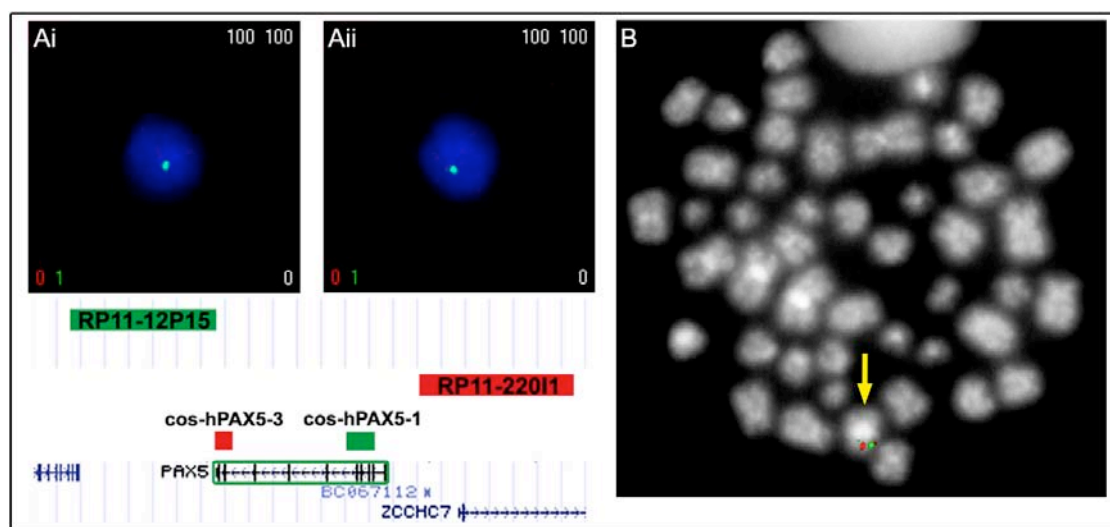 Ai
100 100
0 1
0
Aii
100 100
0 1
0
B
RP11-12P15
RP11-220I1
cos-hPAX5-3 cos-hPAX5-1
PAX5
BC067112
ZCCHC7